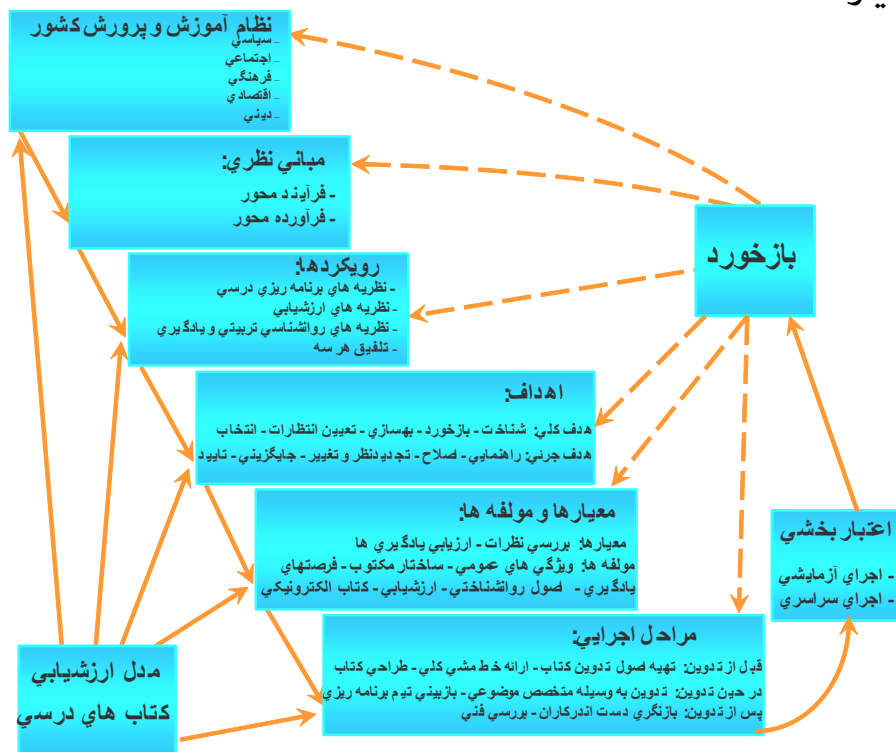 نظام آموزش و پرورش كشور
- سياسي
- اجتماعي
- فرهنگي
- اقتصادي
- ديني
مباني نظري:
- فرآيند محور
- فرآورده محور
رويكردها:
- نظريه هاي برنامه ريزي درسي
- نظريه هاي ارزشيابي
- نظريه هاي روانشناسي تربيتي و يادگيري
- تلفيق هر سه
بازخورد
اهداف:
هدف كلي: شناخت - بازخورد - بهسازي - تعيين انتظارات - انتخاب
هدف جرئي: راهنمايي - اصلاح - تجديدنظر و تغيير - جايگزيني - تاييد
معيارها و مولفه ها:
معيارها: بررسي نظرات - ارزيابي يادگيري ها
مولفه ها: ويژگي هاي عمومي - ساختار مكتوب - فرصتهاي
يادگيري - اصول روانشناختي - ارزشيابي - كتاب الكترونيكي
اعتبار بخشي
- اجراي آزمايشي
- اجراي سراسري
مراحل اجرايي:
قبل از تدوين: تهيه اصول تدوين كتاب - ارائه خط مشي كلي - طراحي كتاب
در حين تدوين: تدوين به وسيله متخصص موضوعي - بازبيني تيم برنامه ريزي
پس از تدوين: بازنگري دست اندركاران - بررسي فني
مدل ارزشيابي
كتاب هاي درسي